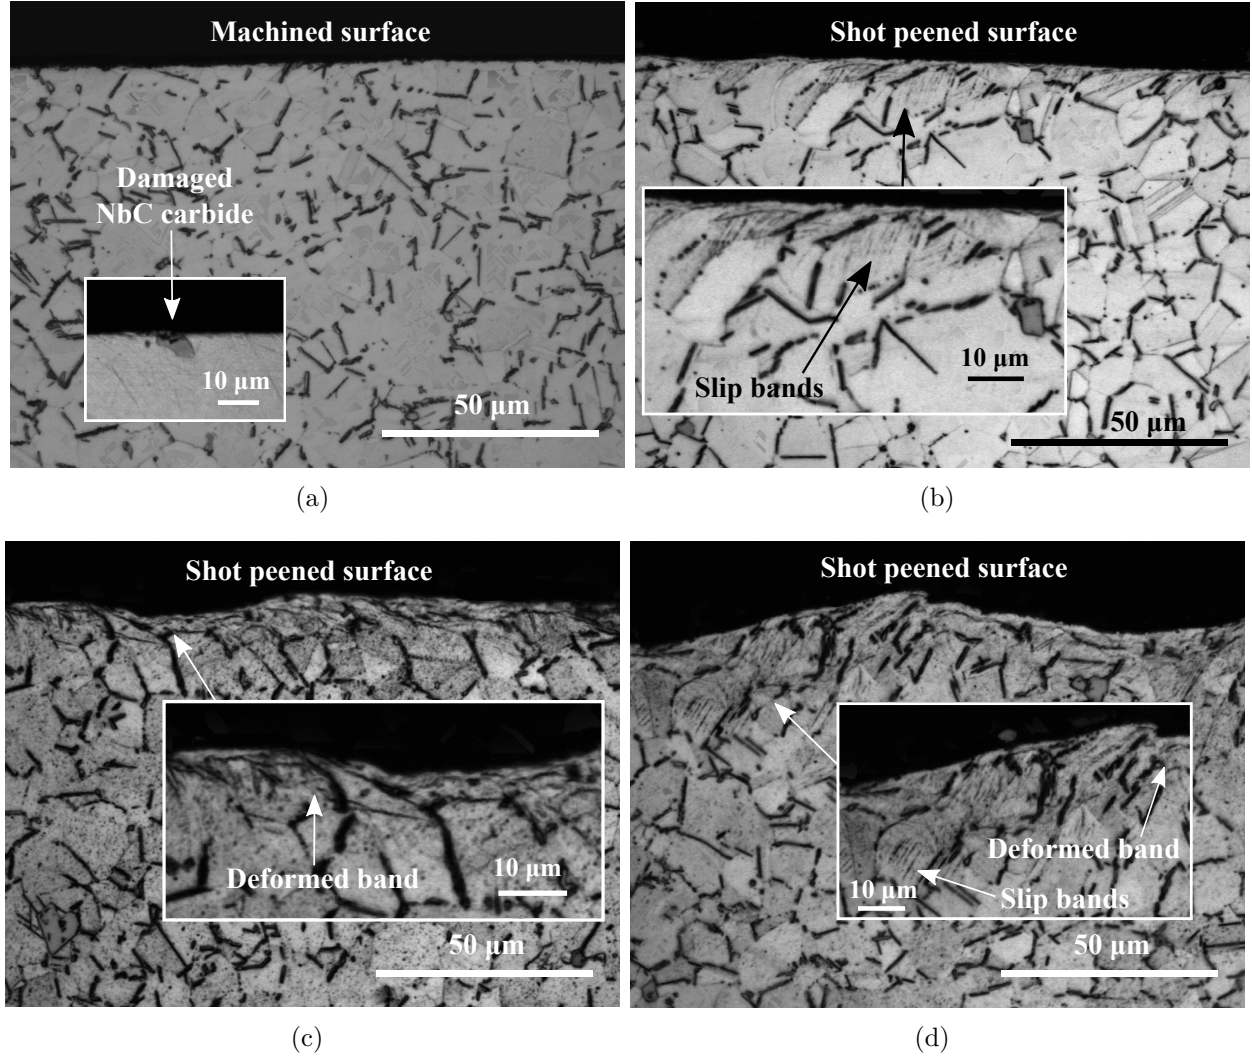 Machined surface
Damaged
NbC carbide
10 μm
50 μm
(a)
Shot peened surface
Slip bands
10 μm
50 μm
(b)
Shot peened surface
Deformed band
10 μm
50 μm
(c)
Shot peened surface
Deformed band
10 μm
Slip bands
50 μm
(d)